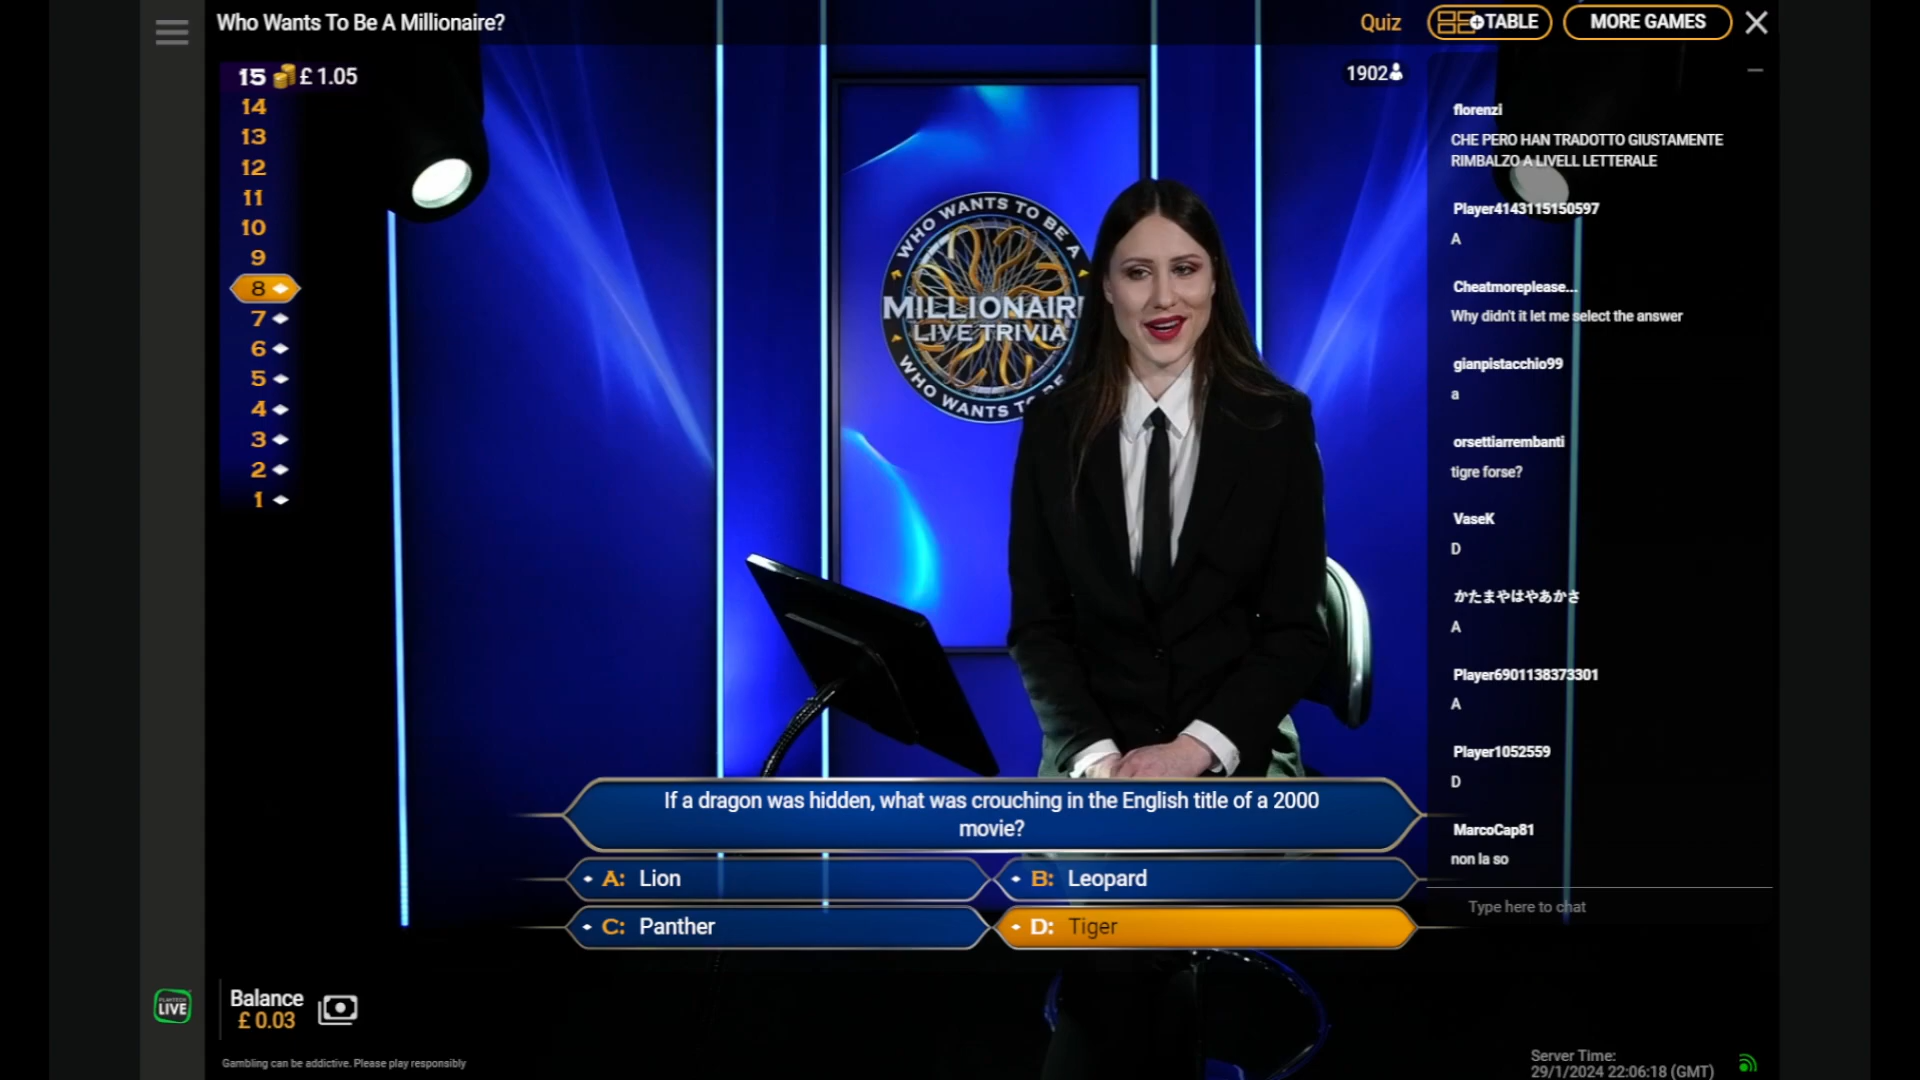 Who Wants To Be A Millionaire?
Quiz
TABLE
MORE GAMES
15 £ 1.05
14
13
12
11
10
9
8
7
6
5
4
3
2
1
1902
WHO WANTS TO BE A
MILLIONAIR
LIVE TRIVIA
WHO WANTS TO BE
florenzi
CHE PERO HAN TRADOTTO GIUSTAMENTE
RIMBALZO A LIVELL LETTERALE
Player4143115150597
A
Cheatmoreplease...
Why didn't it let me select the answer
gianpistacchio99
a
orsettiarrembanti
tigre forse?
VaseK
D
かたまやはやあかさ
A
Player6901138373301
A
Player1052559
D
MarcoCap81
non la so
Type here to chat
If a dragon was hidden, what was crouching in the English title of a 2000
movie?
A: Lion
B: Leopard
C: Panther
D: Tiger
PLAYTECH
LIVE
Balance
£ 0.03
Gambling can be addictive. Please play responsibly
Server Time:
29/1/2024 22:06:18 (GMT)